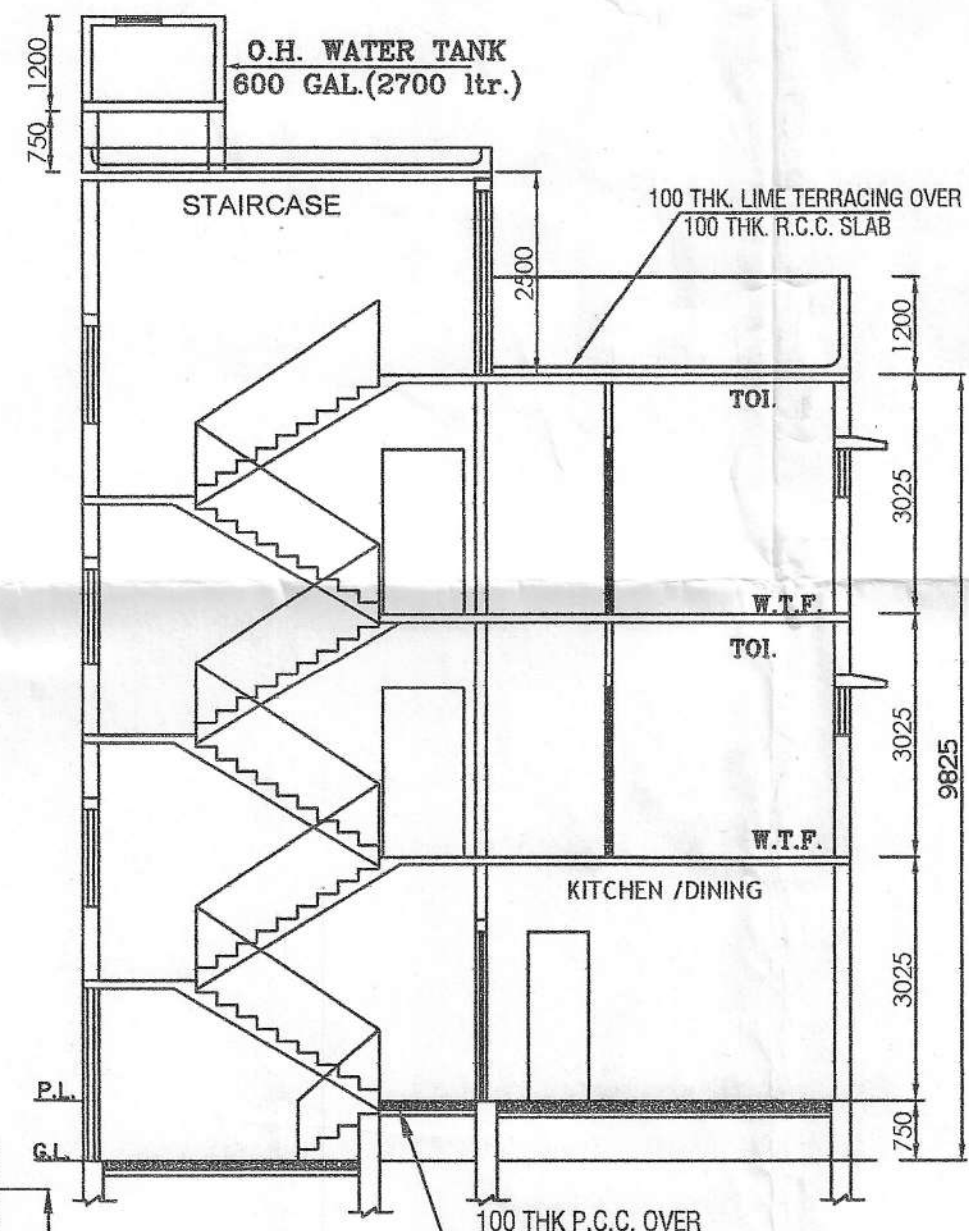 1200
O.H. WATER TANK
600 GAL.(2700 ltr.)
750
STAIRCASE
100 THK. LIME TERRACING OVER
100 THK. R.C.C. SLAB
2500
1200
TOI.
3025
W.T.F.
TOI.
3025
9825
W.T.F.
KITCHEN /DINING
3025
P.L.
750
G.L.
100 THK P.C.C. OVER